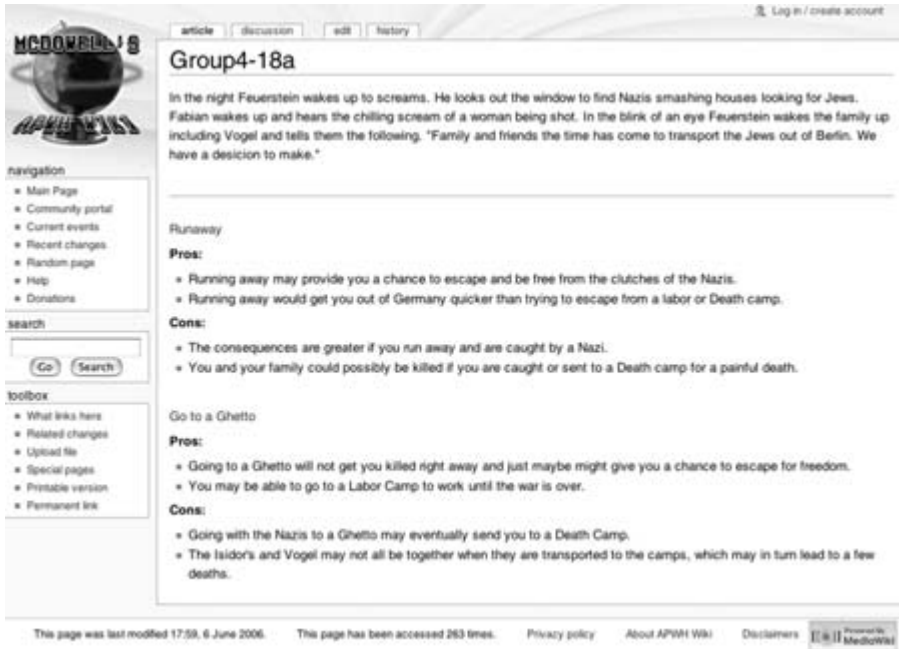 Log in / create account
article discussion edit history
MCDOWELL'S
APWH WIKI
Group4-18a
In the night Feuerstein wakes up to screams. He looks out the window to find Nazis smashing houses looking for Jews.
Fabian wakes up and hears the chilling scream of a woman being shot. In the blink of an eye Feuerstein wakes the family up
including Vogel and tells them the following. "Family and friends the time has come to transport the Jews out of Berlin. We
have a desicion to make."
navigation
Main Page
Community portal
Current events
Recent changes
Random page
Help
Donations
search
Go Search
toolbox
What links here
Related changes
Upload file
Special pages
Printable version
Permanent link
Runaway
Pros:
Running away may provide you a chance to escape and be free from the clutches of the Nazis.
Running away would get you out of Germany quicker than trying to escape from a labor or Death camp.
Cons:
The consequences are greater if you run away and are caught by a Nazi.
You and your family could possibly be killed if you are caught or sent to a Death camp for a painful death.
Go to a Ghetto
Pros:
Going to a Ghetto will not get you killed right away and just maybe might give you a chance to escape for freedom.
You may be able to go to a Labor Camp to work until the war is over.
Cons:
Going with the Nazis to a Ghetto may eventually send you to a Death Camp.
The Isidor's and Vogel may not all be together when they are transported to the camps, which may in turn lead to a few
deaths.
This page was last modified 17:59, 6 June 2006. This page has been accessed 263 times. Privacy policy About APWH Wiki Disclaimers Powered By
MediaWiki